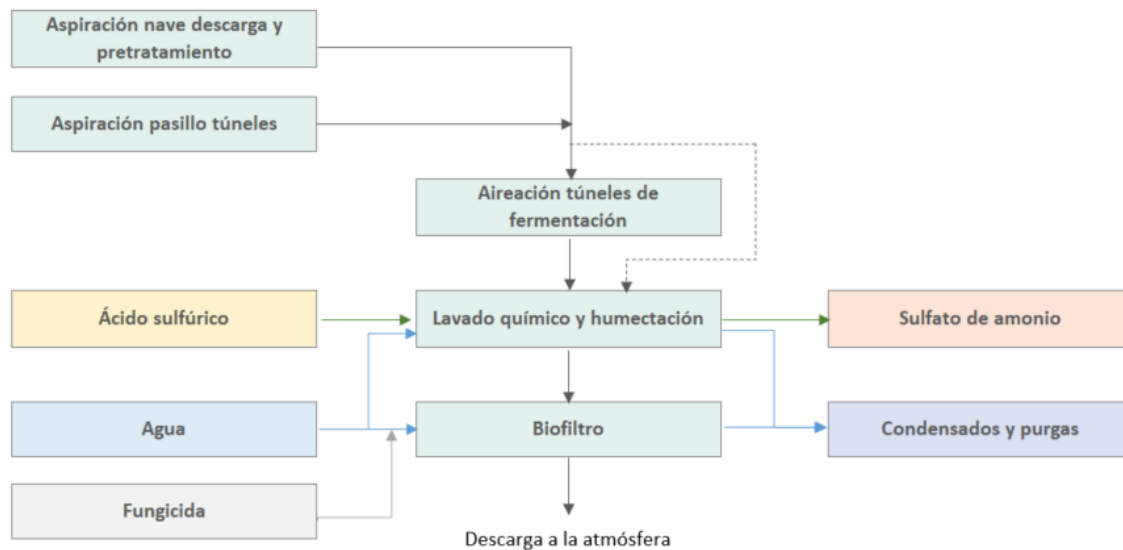 Aspiración nave descarga y
pretratamiento
Aspiración pasillo túneles
Aireación túneles de
fermentación
Ácido sulfúrico
Lavado químico y humectación
Sulfato de amonio
Agua
Biofiltro
Condensados y purgas
Fungicida
Descarga a la atmósfera